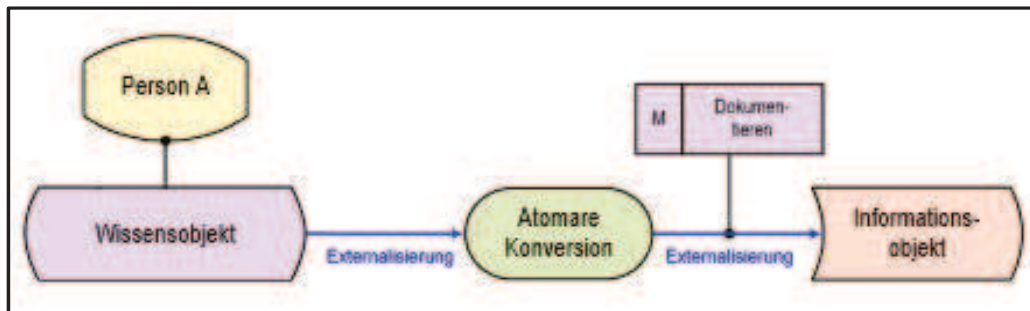 Person A
M
Dokumen-
tieren
Wissensobjekt
Externalisierung
Atomare
Konversion
Externalisierung
Informations-
objekt